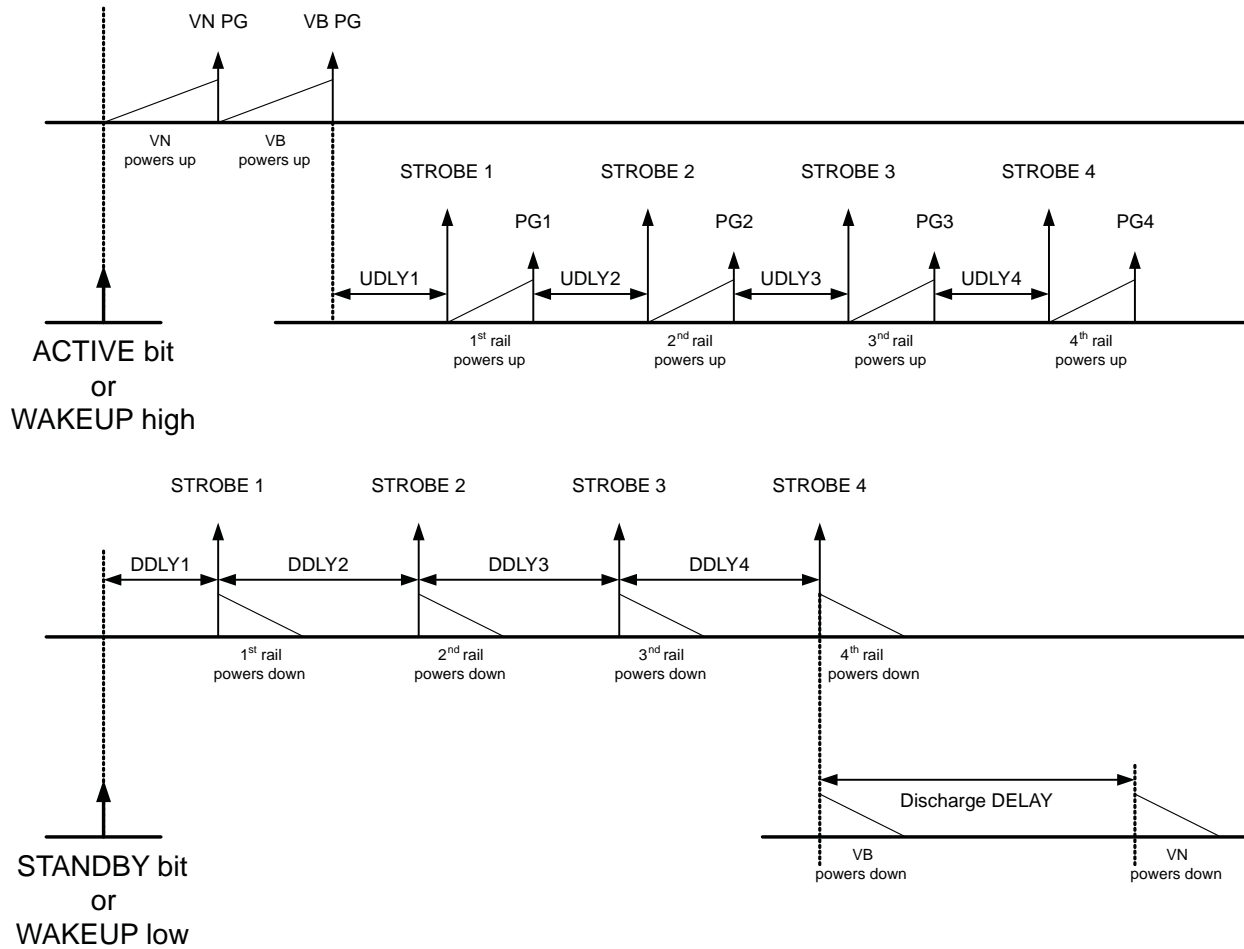 VN PG
VB PG
VN
powers up
VB
powers up
STROBE 1
STROBE 2
STROBE 3
STROBE 4
PG1
PG2
PG3
PG4
UDLY1
UDLY2
UDLY3
UDLY4
1st rail
powers up
2nd rail
powers up
3nd rail
powers up
4th rail
powers up
ACTIVE bit
or
WAKEUP high
STROBE 1
STROBE 2
STROBE 3
STROBE 4
DDLY1
DDLY2
DDLY3
DDLY4
1st rail
powers down
2nd rail
powers down
3nd rail
powers down
4th rail
powers down
Discharge DELAY
VB
powers down
VN
powers down
STANDBY bit
or
WAKEUP low